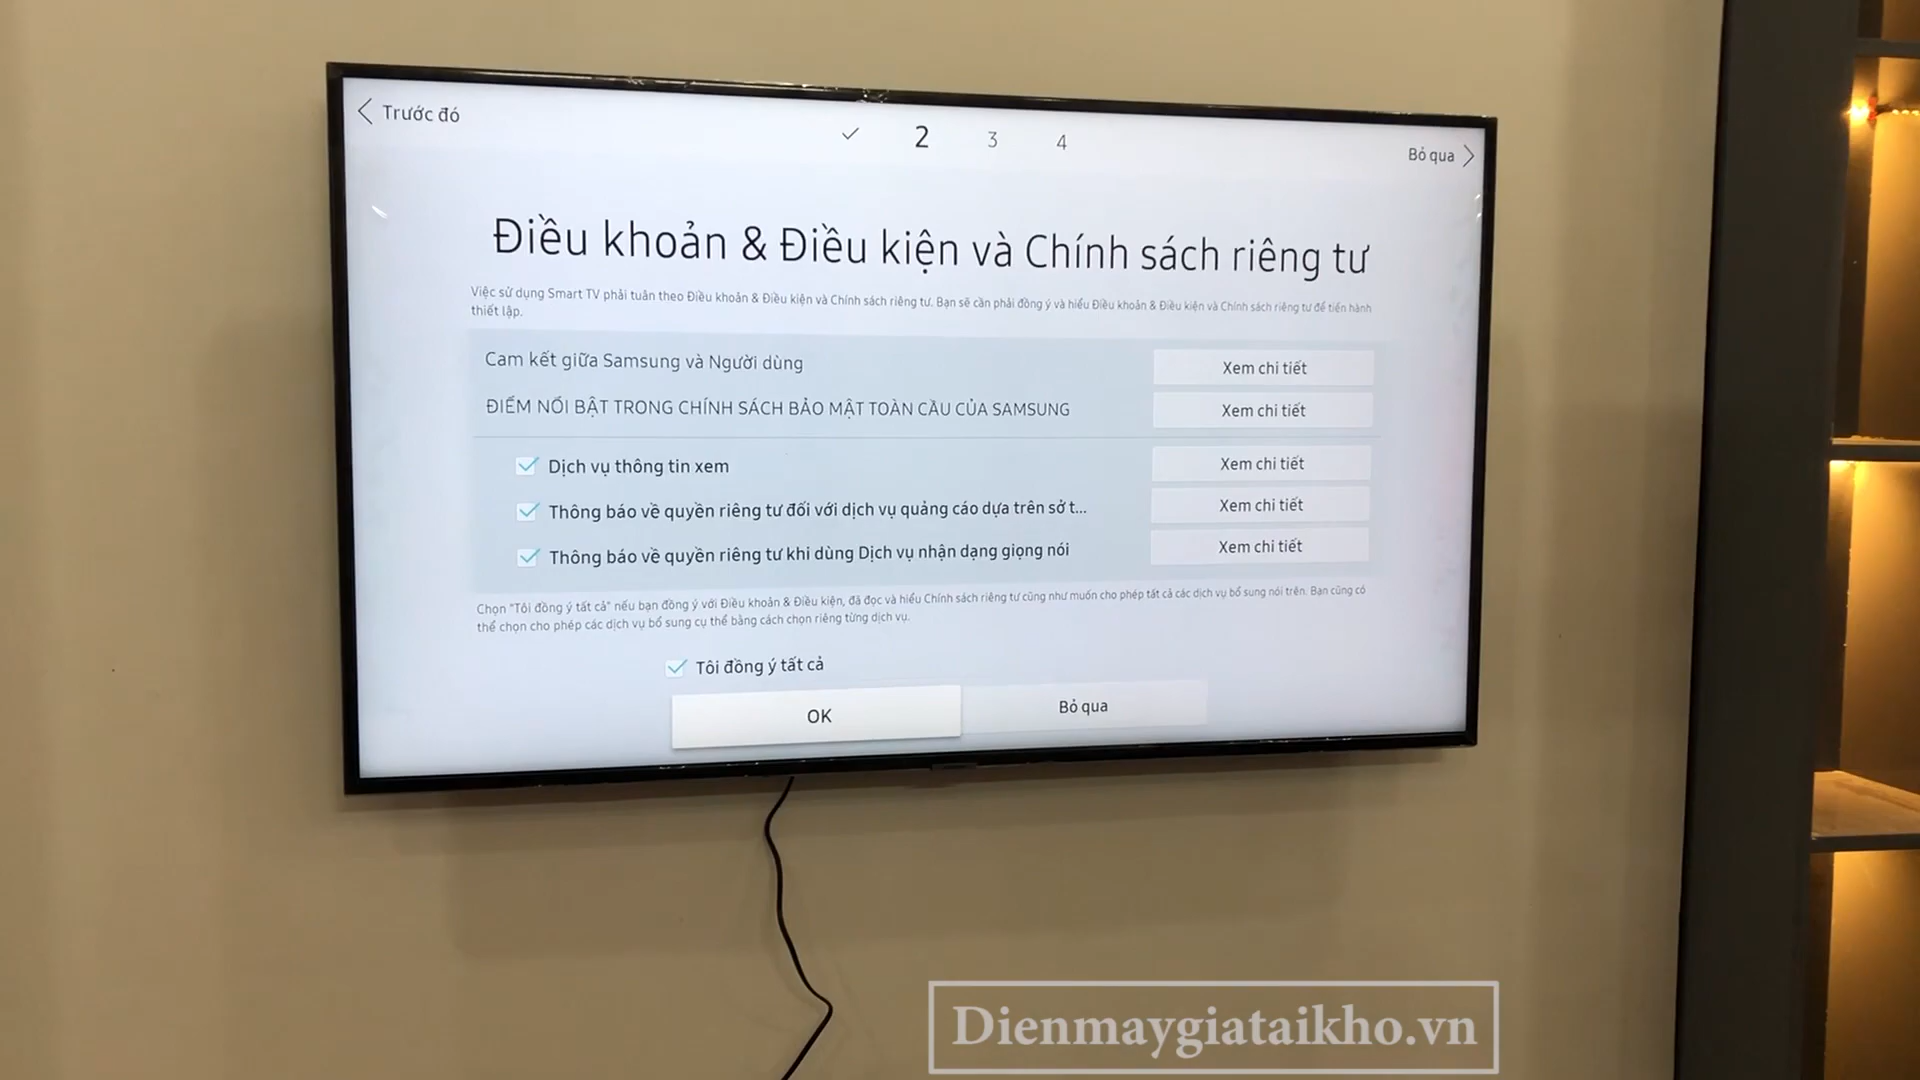 Trước đó
2 3 4
Bỏ qua
Điều khoản & Điều kiện và Chính sách riêng tư
Việc sử dụng Smart TV phải tuân theo Điều khoản & Điều kiện và Chính sách riêng tư. Bạn sẽ cần phải đồng ý và hiểu Điều khoản & Điều kiện và Chính sách riêng tư để tiến hành
thiết lập.
Cam kết giữa Samsung và Người dùng
Xem chi tiết
ĐIỂM NỔI BẬT TRONG CHÍNH SÁCH BẢO MẬT TOÀN CẦU CỦA SAMSUNG
Xem chi tiết
Dịch vụ thông tin xem
Xem chi tiết
Thông báo về quyền riêng tư đối với dịch vụ quảng cáo dựa trên sở t...
Xem chi tiết
Thông báo về quyền riêng tư khi dùng Dịch vụ nhận dạng giọng nói
Xem chi tiết
Chọn "Tôi đồng ý tất cả" nếu bạn đồng ý với Điều khoản & Điều kiện, đã đọc và hiểu Chính sách riêng tư cũng như muốn cho phép tất cả các dịch vụ bổ sung nói trên. Bạn cũng có
thể chọn cho phép các dịch vụ bổ sung cụ thể bằng cách chọn riêng từng dịch vụ.
Tôi đồng ý tất cả
OK
Bỏ qua
Dienmaygiataikho.vn